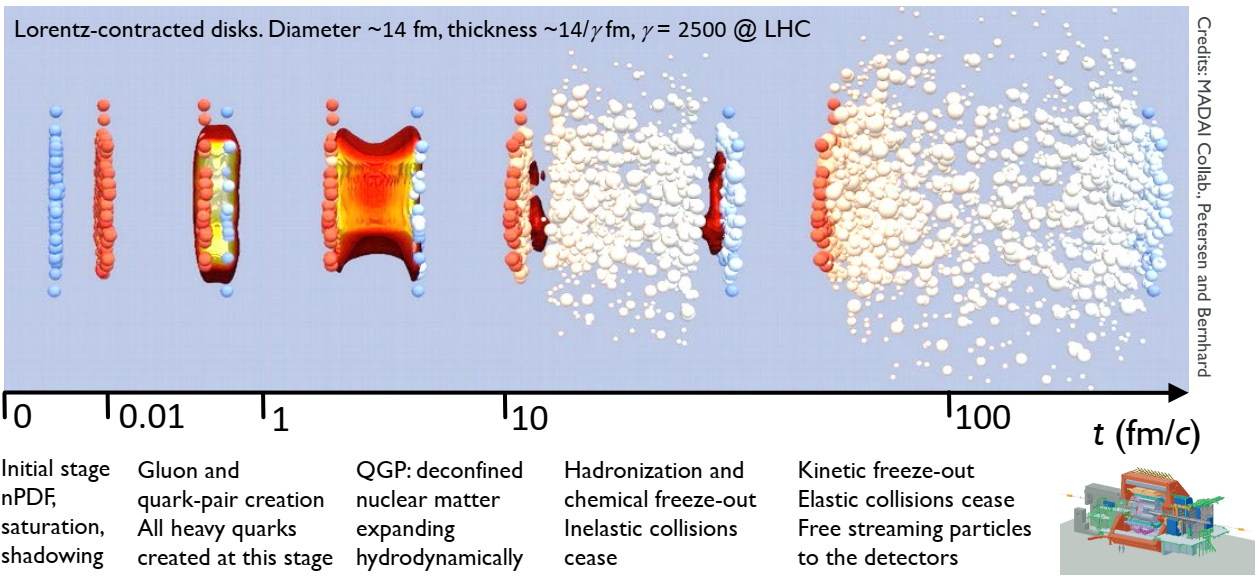 Lorentz-contracted disks. Diameter ~14 fm, thickness ~14/γ fm, γ = 2500 @ LHC
Credits: MADAI Collab., Petersen and Bernhard
0
0.01
1
10
100
t (fm/c)
Initial stage
nPDF,
saturation,
shadowing
Gluon and
quark-pair creation
All heavy quarks
created at this stage
QGP: deconfined
nuclear matter
expanding
hydrodynamically
Hadronization and
chemical freeze-out
Inelastic collisions
cease
Kinetic freeze-out
Elastic collisions cease
Free streaming particles
to the detectors